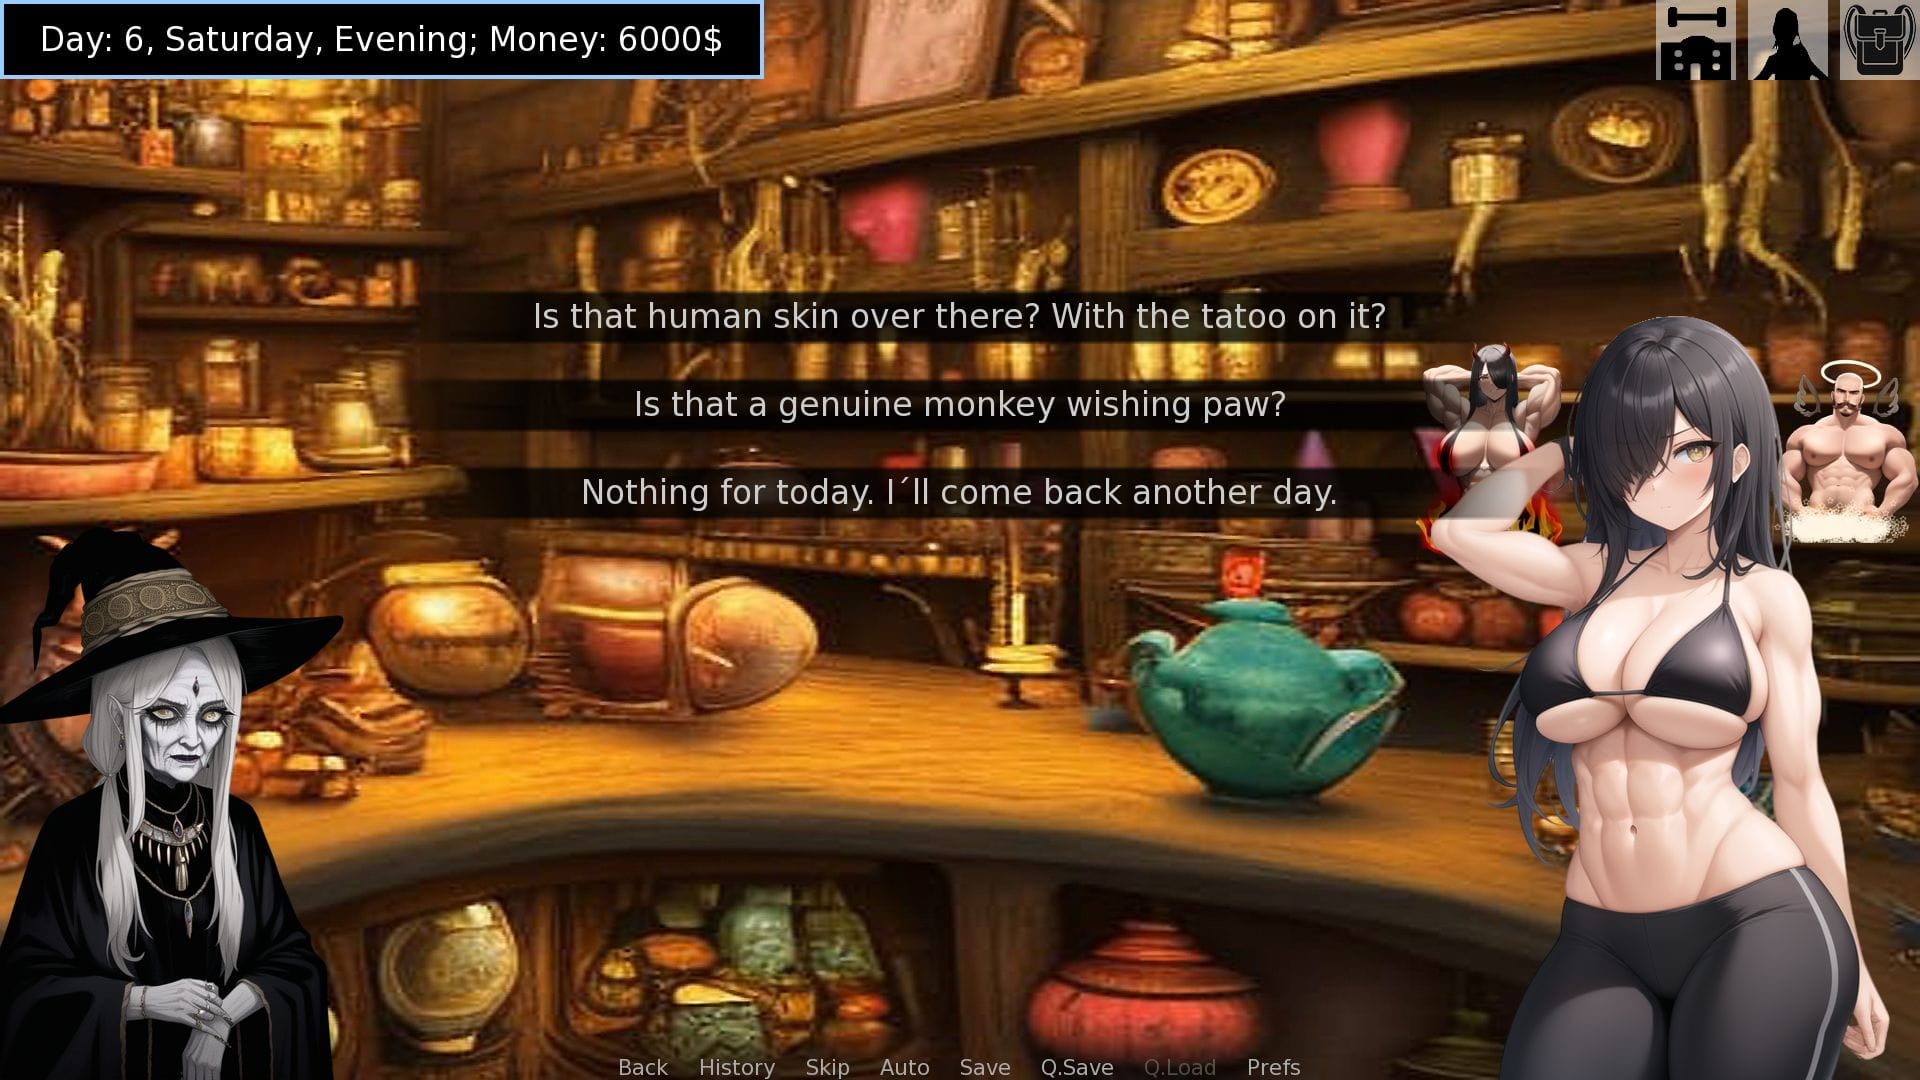 Day: 6, Saturday, Evening; Money: 6000$
Is that human skin over there? With the tatoo on it?
Is that a genuine monkey wishing paw?
Nothing for today. I´ll come back another day.
Back History Skip Auto Save Q.Save Q.Load Prefs